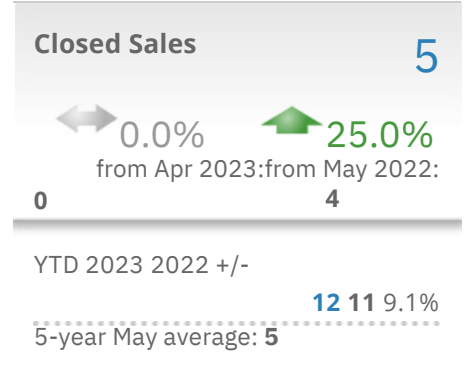 Closed Sales 5
0.0% 25.0%
from Apr 2023:from May 2022:
0 4
YTD 2023 2022 +/-
12 11 9.1%
5-year May average: 5